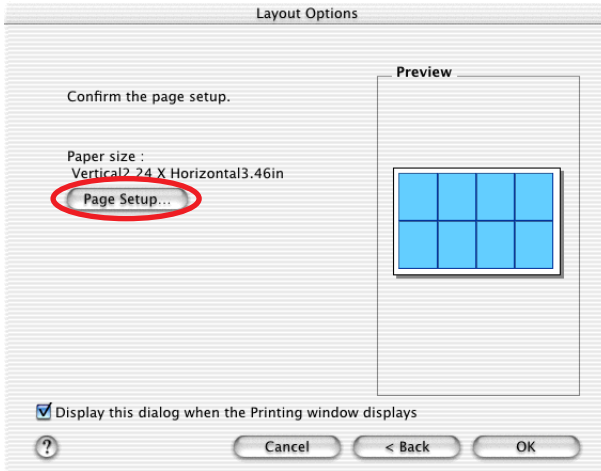 Layout Options
Confirm the page setup.
Paper size :
Vertical2.24 X Horizontal3.46in
Page Setup...
Preview
Display this dialog when the Printing window displays
?
Cancel
< Back
OK